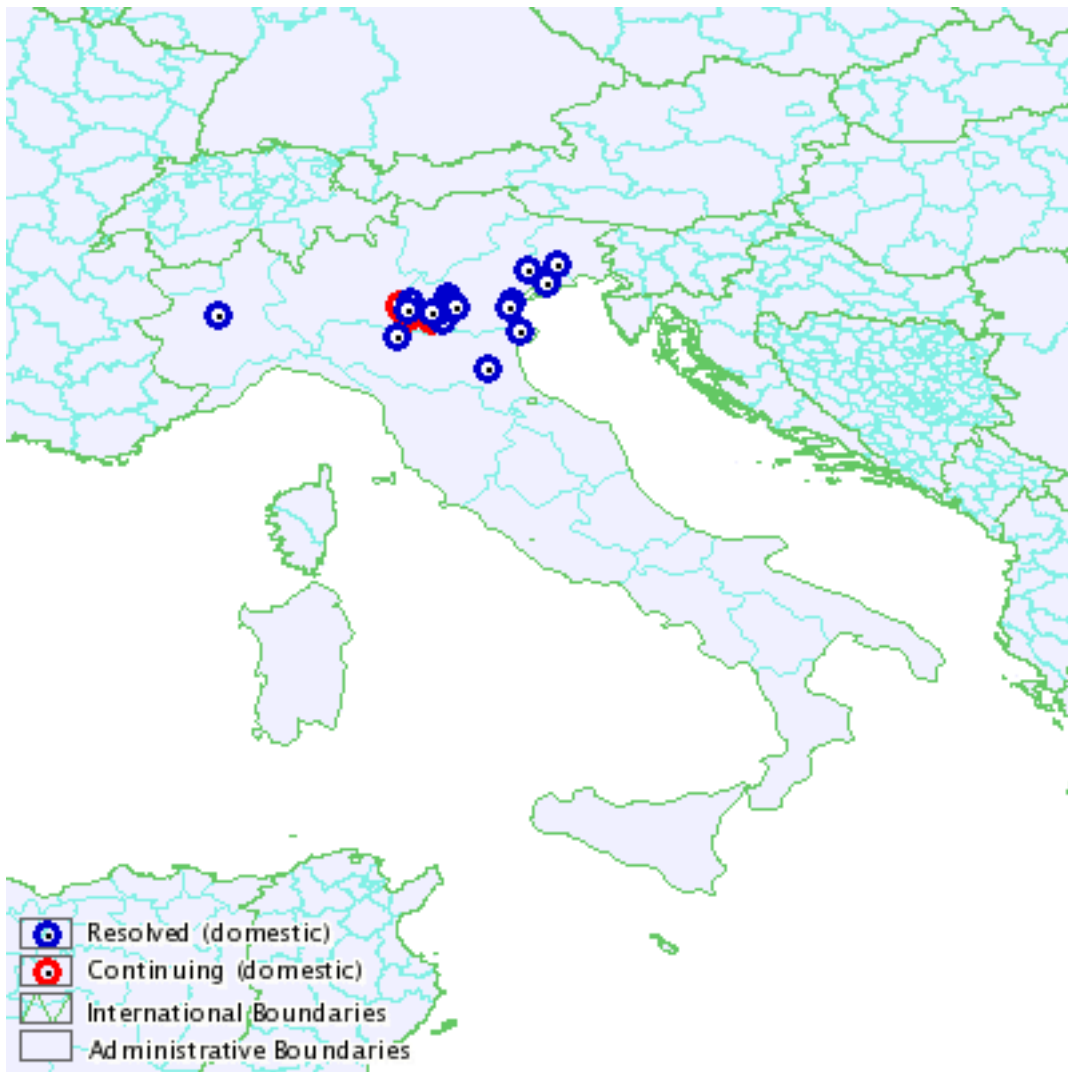 Resolved (domestic)
Continuing (domestic)
International Boundaries
Administrative Boundaries